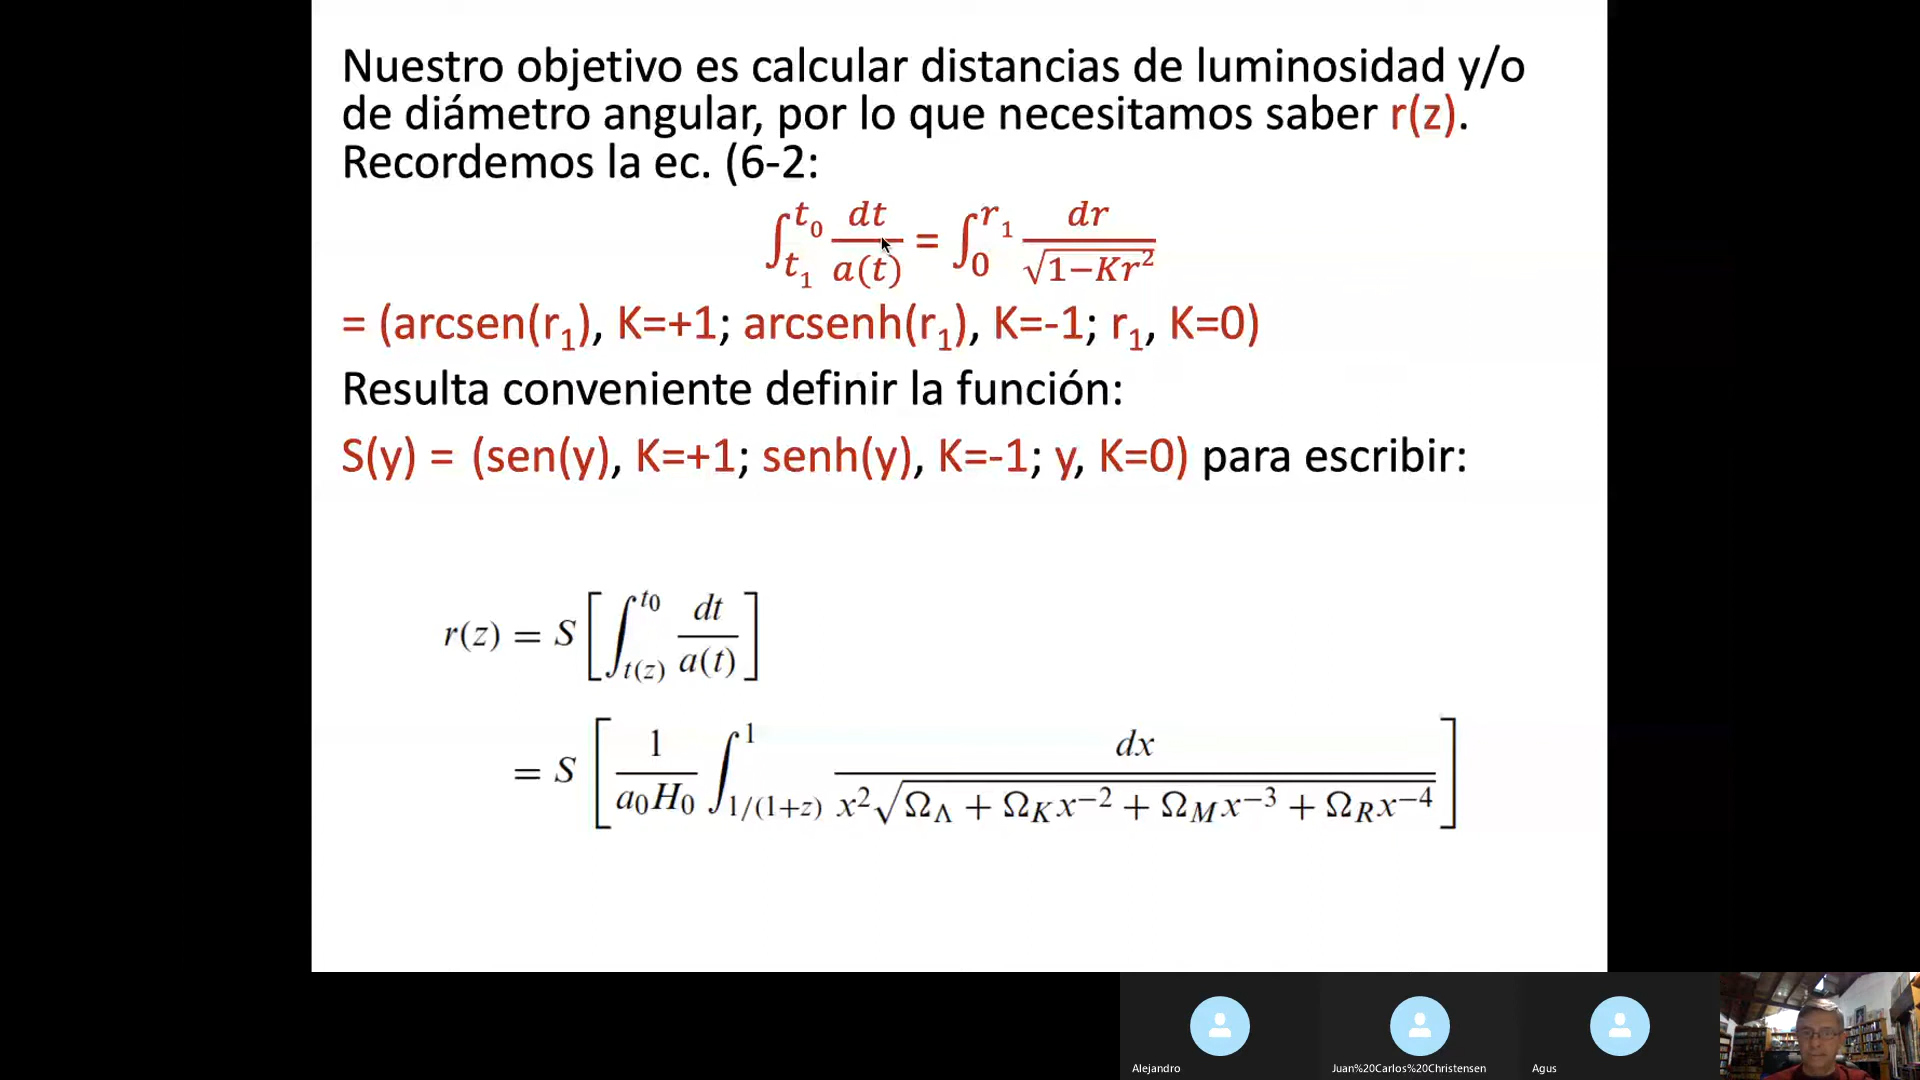 Nuestro objetivo es calcular distancias de luminosidad y/o
de diámetro angular, por lo que necesitamos saber r(z).
Recordemos la ec. (6-2:
∫_{t_1}^{t_0} dt/a(t) = ∫_0^{r_1} dr/√(1−Kr²)
= (arcsen(r₁), K=+1; arcsenh(r₁), K=-1; r₁, K=0)
Resulta conveniente definir la función:
S(y) = (sen(y), K=+1; senh(y), K=-1; y, K=0) para escribir:
r(z) = S[∫_{t(z)}^{t_0} dt/a(t)]
= S[1/(a_0H_0) ∫_{1/(1+z)}^{1} dx/(x²√(Ω_Λ + Ω_K x^{−2} + Ω_M x^{−3} + Ω_R x^{−4}))]
Alejandro
Juan%20Carlos%20Christensen
Agus